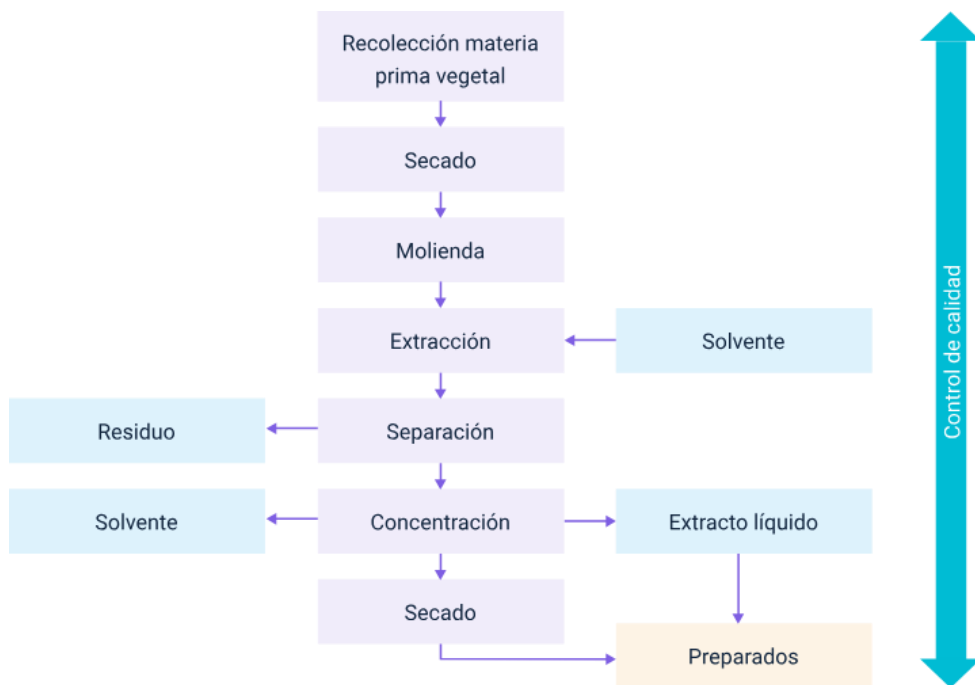 Recolección materia
prima vegetal
Secado
Molienda
Extracción
Solvente
Residuo
Separación
Solvente
Concentración
Extracto líquido
Secado
Preparados
Control de calidad